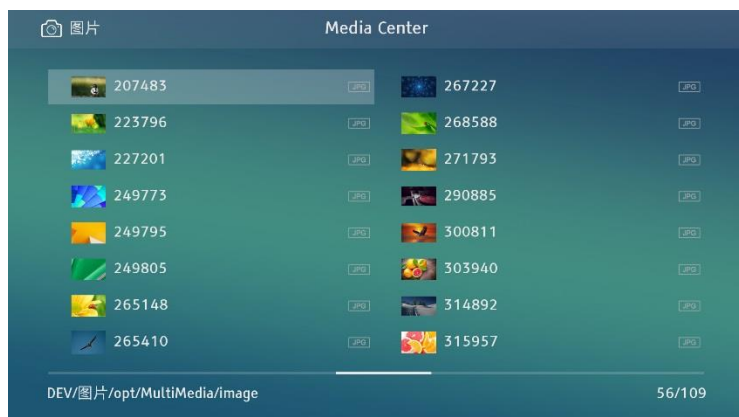 图片 Media Center
207483 JPG 267227 JPG
223796 JPG 268588 JPG
227201 JPG 271793 JPG
249773 JPG 290885 JPG
249795 JPG 300811 JPG
249805 JPG 303940 JPG
265148 JPG 314892 JPG
265410 JPG 315957 JPG
DEV/图片/opt/MultiMedia/image 56/109